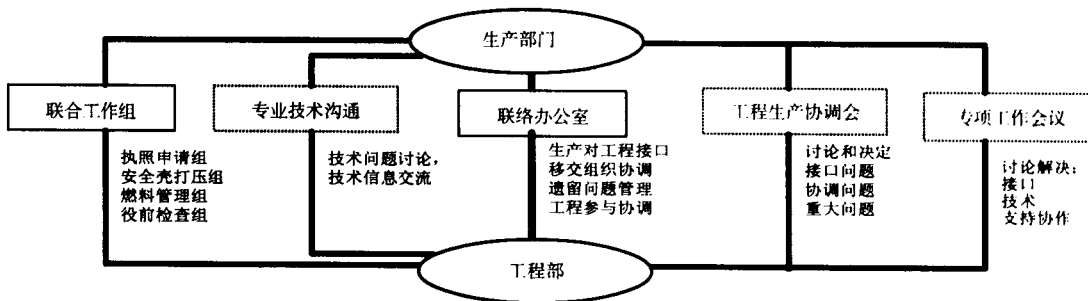 生产部门
联合工作组
专业技术沟通
联络办公室
工程生产协调会
专项工作会议
执照申请组
安全壳打压组
燃料管理组
役前检查组
技术问题讨论，
技术信息交流
生产对工程接口
移交组织协调
遗留问题管理
工程参与协调
讨论和决定
接口问题
协调问题
重大问题
讨论解决：
接口
技术
支持协作
工程部